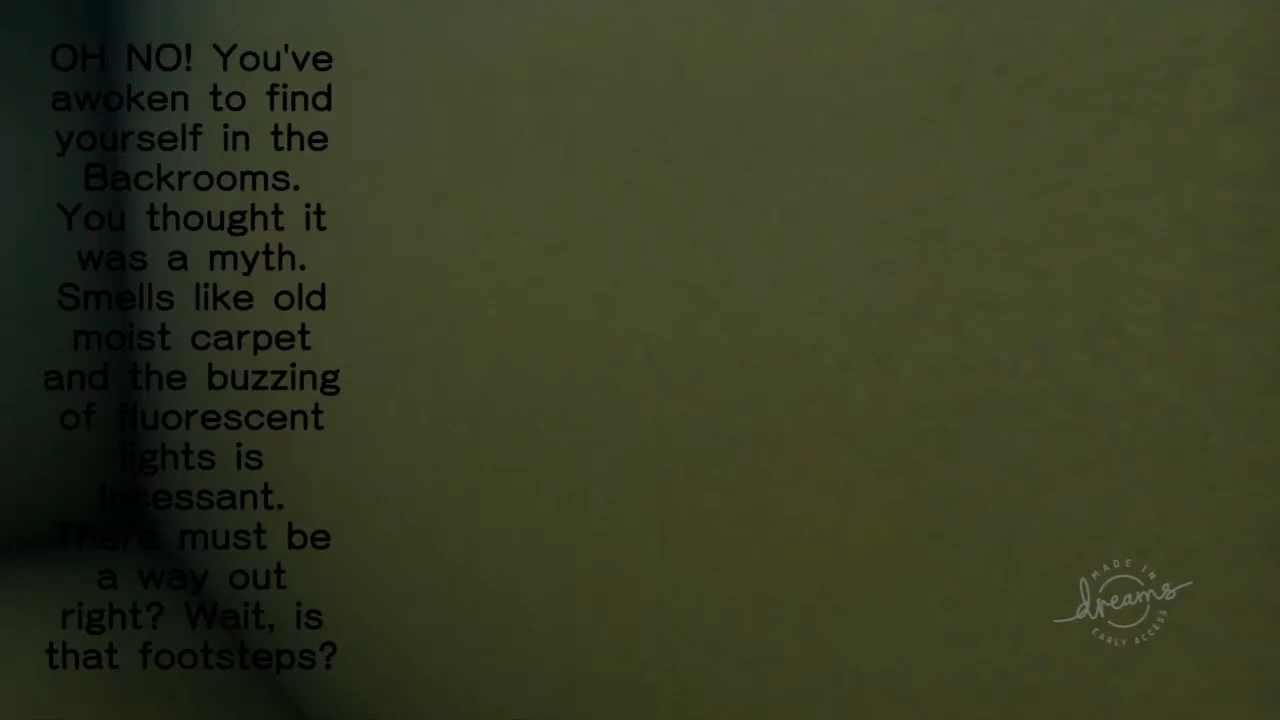 OH NO! You've
awoken to find
yourself in the
Backrooms.
You thought it
was a myth.
Smells like old
moist carpet
and the buzzing
of fluorescent
lights is
incessant.
There must be
a way out
right? Wait, is
that footsteps?
MADE IN
dreams
EARLY ACCESS